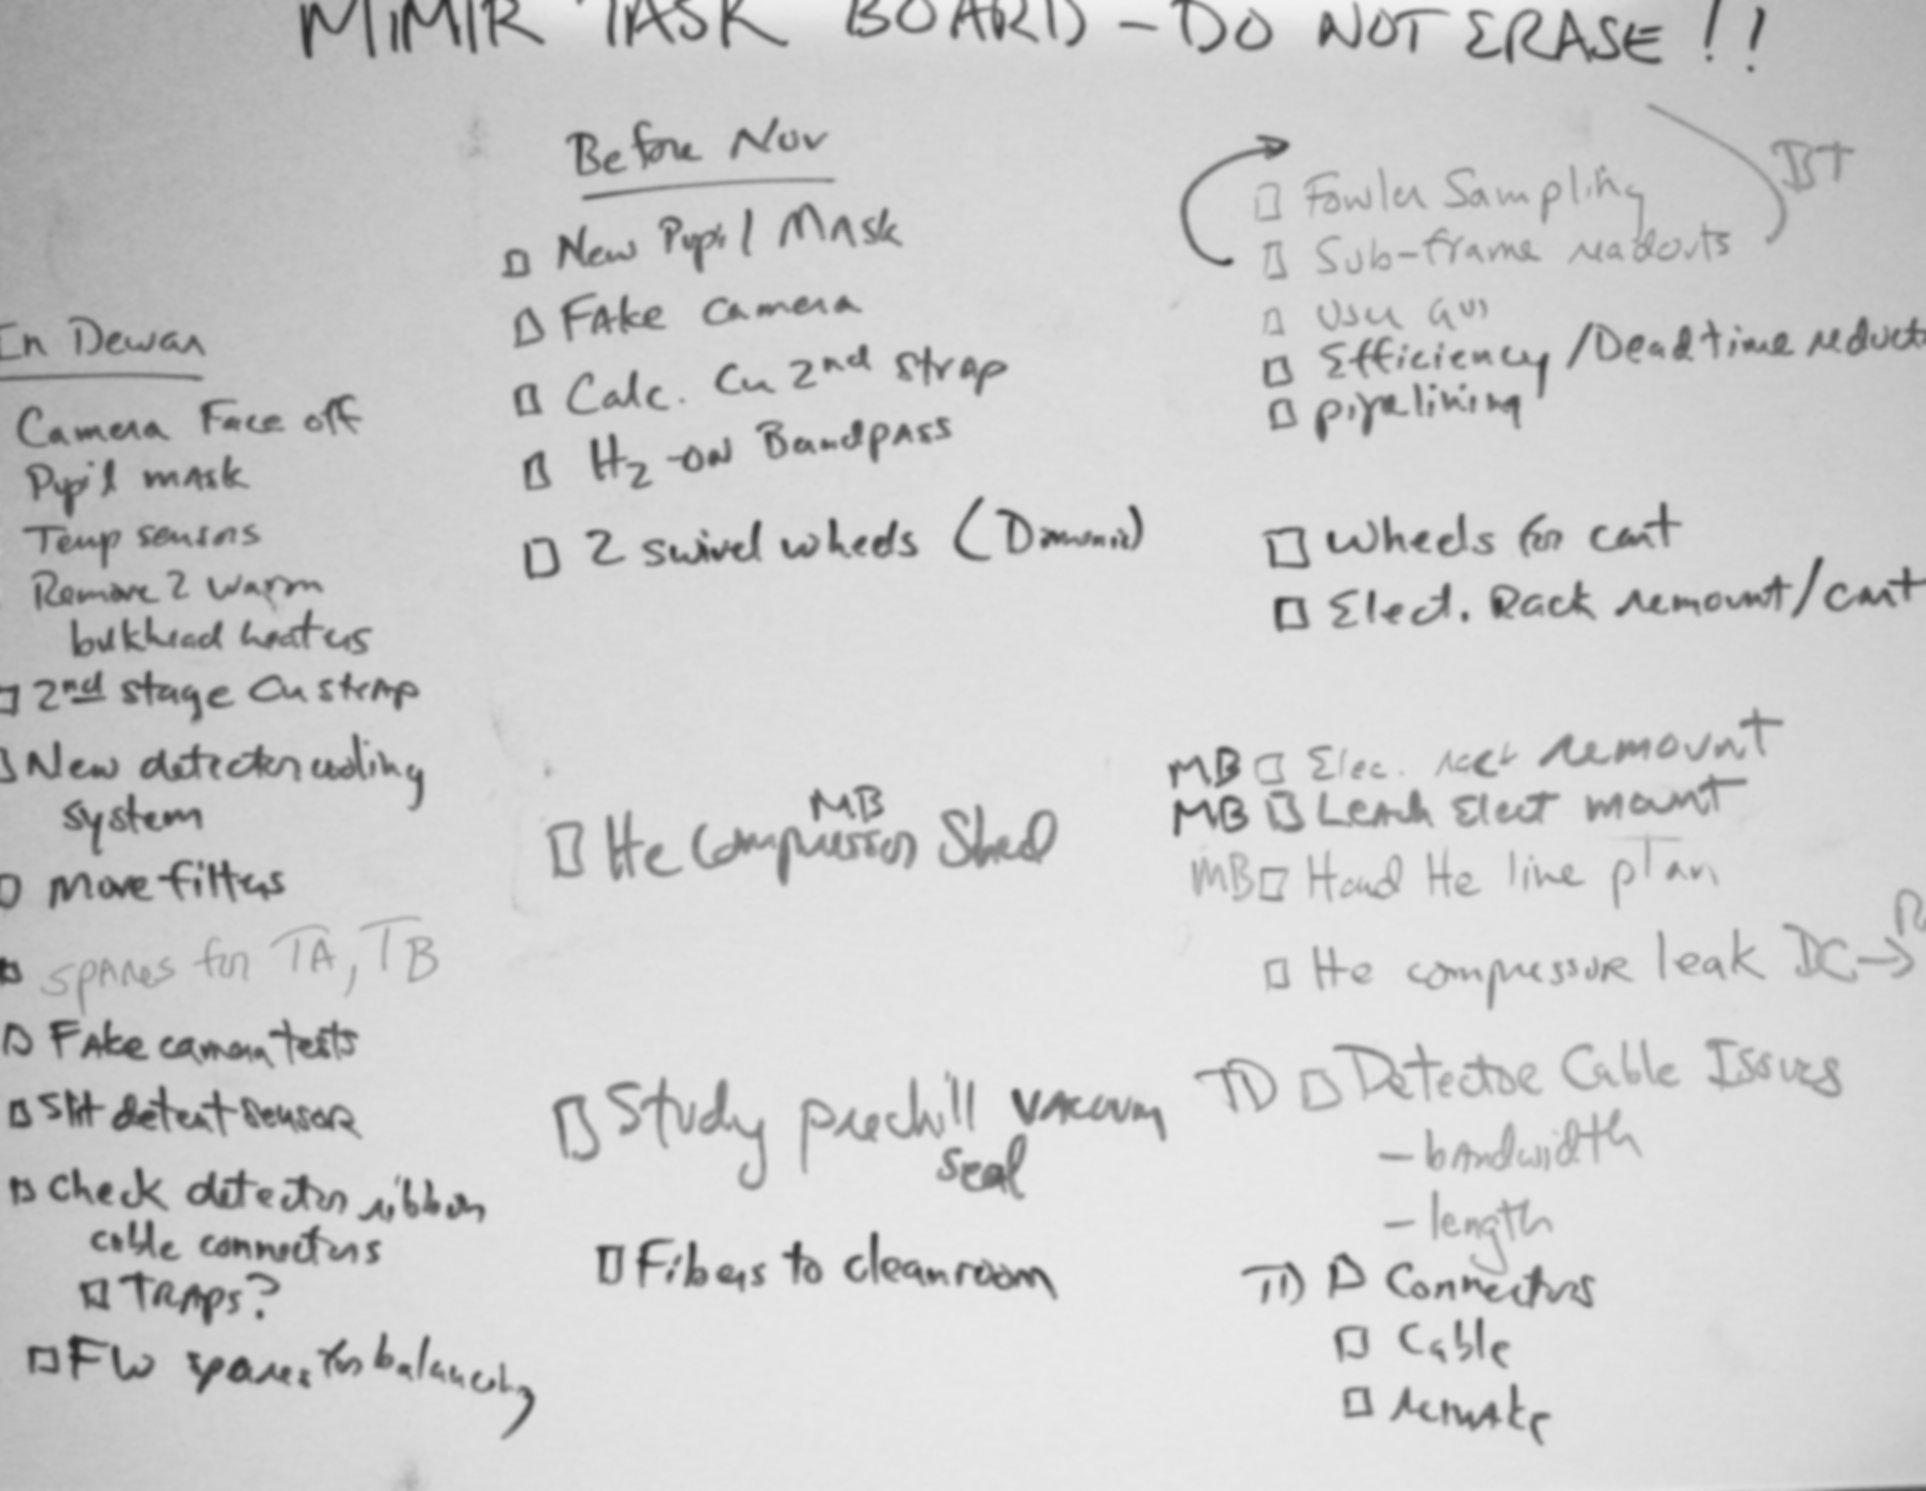 MIMIR TASK BOARD - DO NOT ERASE!!
In Dewar
Camera Face off
Pupil mask
Temp sensors
Remove 2 warm
bulkhead heaters
2nd stage Cu strap
New detector cooling
system
More filters
spares for TA, TB
Fake camera tests
Slit detent sensor
Check detector ribbon
cable connectors
TRAPS?
FW spares for balancing
Before Nov
New Pupil Mask
Fake camera
Calc. Cu 2nd strap
H2-ON Bandpass
2 swivel wheels
MB
He Compressor Shed
Study prechill vacuum
seal
Fibers to cleanroom
BT
Fowler Sampling
Sub-frame readouts
User GUI
Efficiency/Deadtime
pipelining
Wheels for cart
Elect. Rack remount/cart
MB Elec. rack remount
MB Leach Elect mount
MB He line plan
He compressor leak DC→
TD Detector Cable Issues
- bandwidth
- length
TD Connectors
Cable
remake